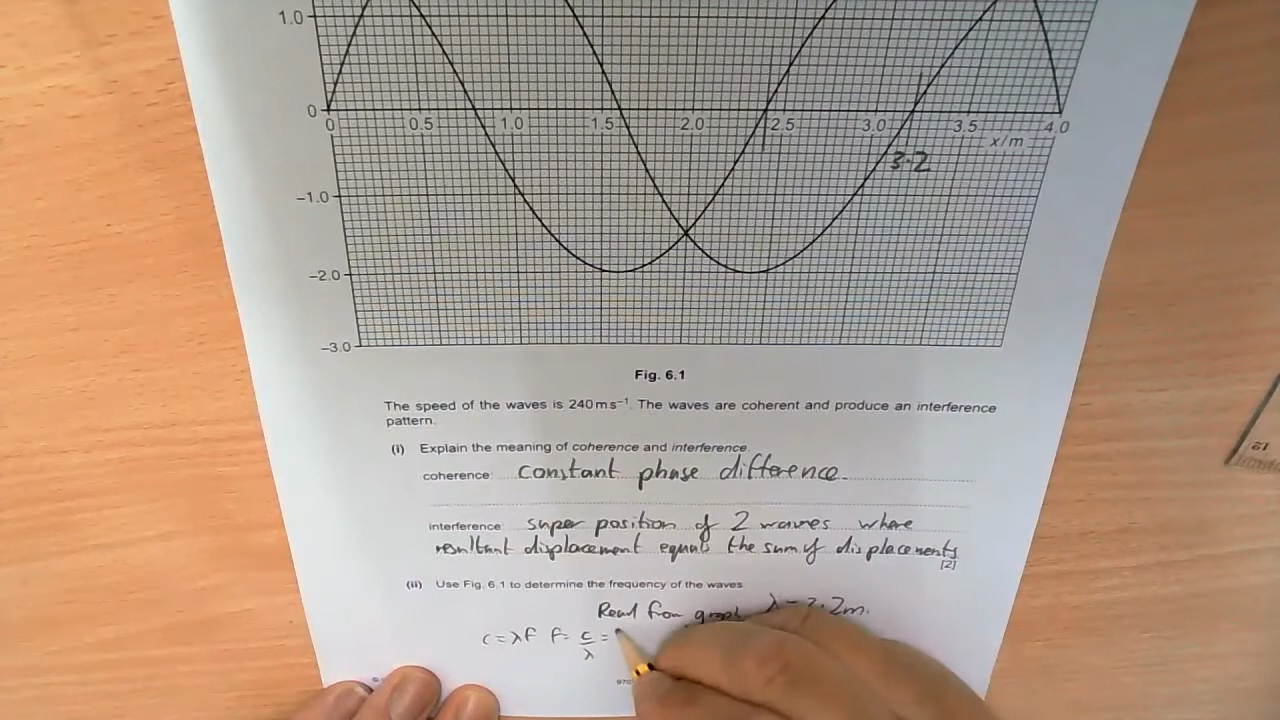 1.0
0
0 0.5 1.0 1.5 2.0 2.5 3.0 3.5 4.0
x/m
3.2
−1.0
−2.0
−3.0
Fig. 6.1
The speed of the waves is 240 m s⁻¹. The waves are coherent and produce an interference
pattern.
(i) Explain the meaning of coherence and interference.
coherence: constant phase difference.
interference: super position of 2 waves where
resultant displacement equals the sum of displacements
[2]
(ii) Use Fig. 6.1 to determine the frequency of the waves
Read from graph λ = 3.2m.
c = λf f = c/λ =
970
12